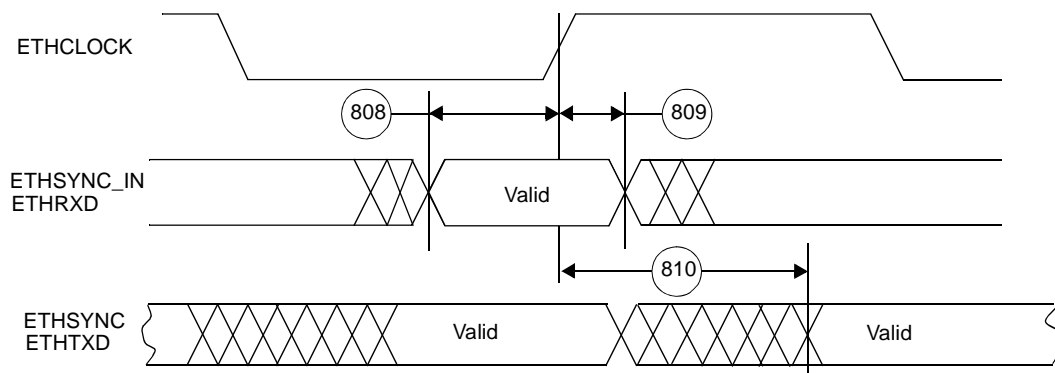 ETHCLOCK
808
809
ETHSYNC_IN
ETHRXD
Valid
810
ETHSYNC
ETHTXD
Valid
Valid